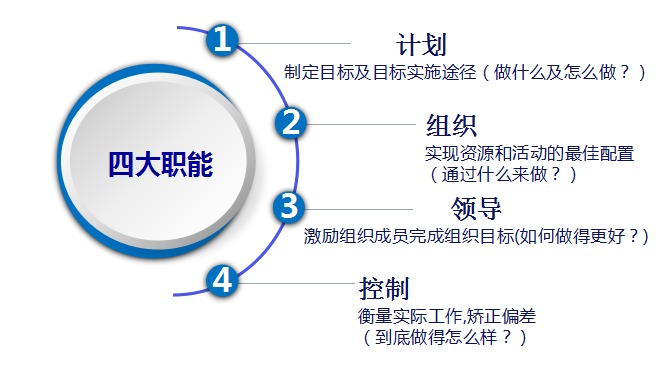 四大职能
1
计划
制定目标及目标实施途径（做什么及怎么做？）
2
组织
实现资源和活动的最佳配置
（通过什么来做？）
3
领导
激励组织成员完成组织目标(如何做得更好？)
4
控制
衡量实际工作,矫正偏差
（到底做得怎么样？）